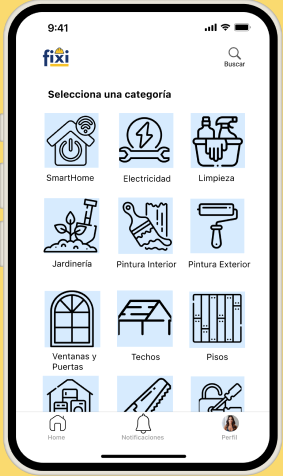 9:41
fixi
Buscar
Selecciona una categoría
SmartHome
Electricidad
Limpieza
Jardinería
Pintura Interior
Pintura Exterior
Ventanas y
Puertas
Techos
Pisos
Home
Notificaciones
Perfil